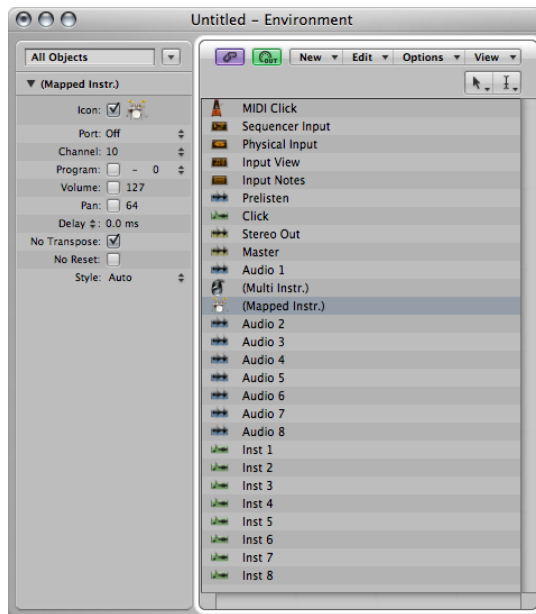 Untitled – Environment
All Objects
(Mapped Instr.)
Icon:
Port: Off
Channel: 10
Program: - 0
Volume: 127
Pan: 64
Delay: 0.0 ms
No Transpose:
No Reset:
Style: Auto
OUT New Edit Options View
MIDI Click
Sequencer Input
Physical Input
Input View
Input Notes
Prelisten
Click
Stereo Out
Master
Audio 1
(Multi Instr.)
(Mapped Instr.)
Audio 2
Audio 3
Audio 4
Audio 5
Audio 6
Audio 7
Audio 8
Inst 1
Inst 2
Inst 3
Inst 4
Inst 5
Inst 6
Inst 7
Inst 8